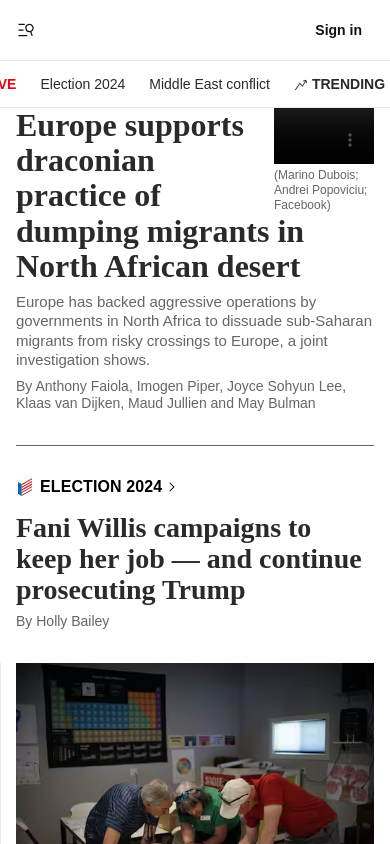 Sign in
VE
Election 2024
Middle East conflict
TRENDING
Europe supports
draconian
practice of
dumping migrants in
North African desert
(Marino Dubois;
Andrei Popoviciu;
Facebook)
Europe has backed aggressive operations by
governments in North Africa to dissuade sub-Saharan
migrants from risky crossings to Europe, a joint
investigation shows.
By Anthony Faiola, Imogen Piper, Joyce Sohyun Lee,
Klaas van Dijken, Maud Jullien and May Bulman
ELECTION 2024
Fani Willis campaigns to
keep her job — and continue
prosecuting Trump
By Holly Bailey